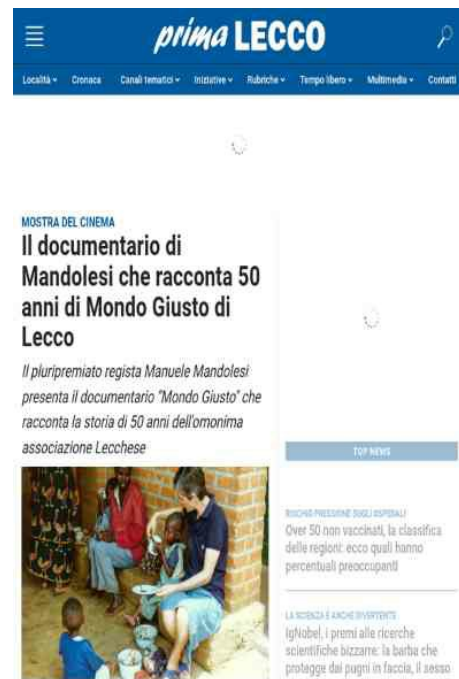 prima LECCO
Località Cronaca Canali tematici Iniziative Rubriche Tempo libero Multimedia Contatti
MOSTRA DEL CINEMA
Il documentario di
Mandolesi che racconta 50
anni di Mondo Giusto di
Lecco
Il pluripremiato regista Manuele Mandolesi
presenta il documentario "Mondo Giusto" che
racconta la storia di 50 anni dell'omonima
associazione Lecchese
TOP NEWS
RISCHIO PRESSIONE SUGLI OSPEDALI
Over 50 non vaccinati, la classifica
delle regioni: ecco quali hanno
percentuali preoccupanti
LA SCIENZA È ANCHE DIVERTENTE
IgNobel, i premi alle ricerche
scientifiche bizzarre: la barba che
protegge dai pugni in faccia, il sesso